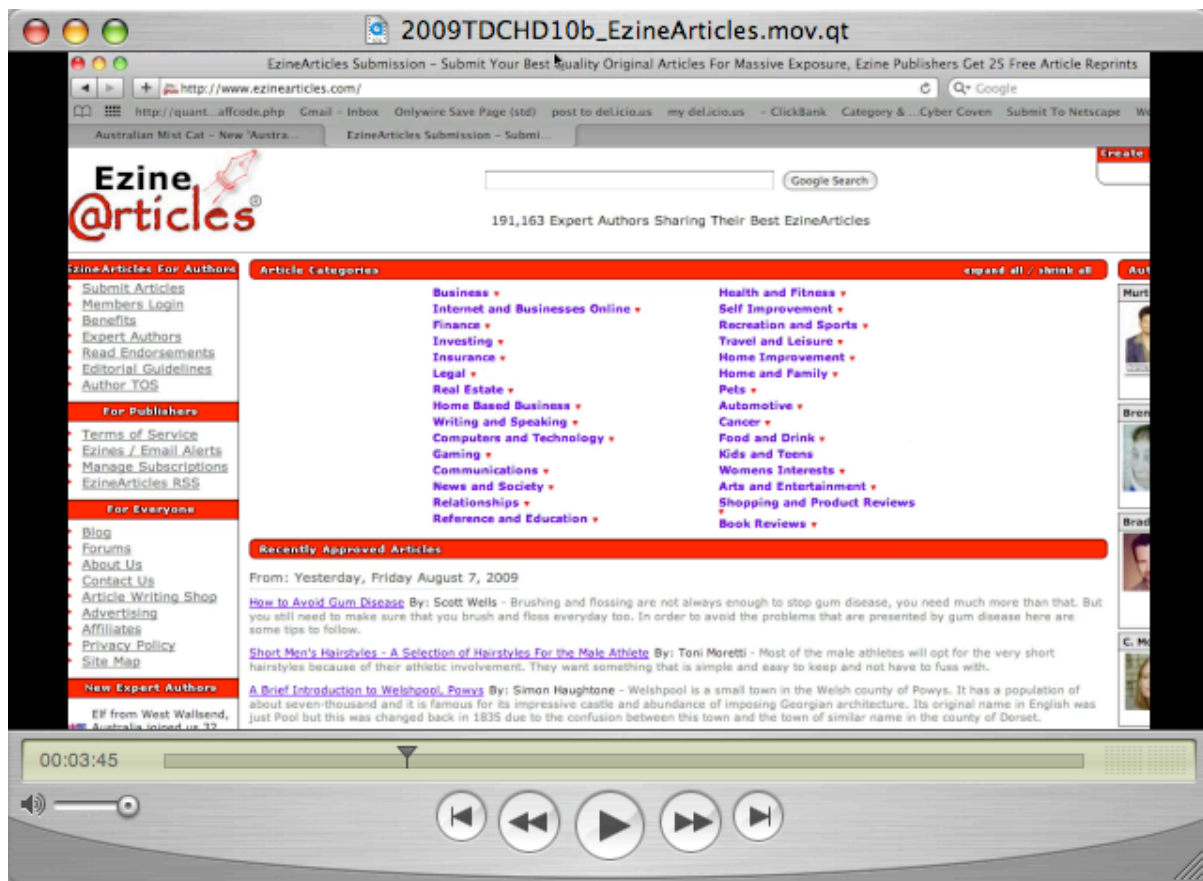 2009TDCHD10b_EzineArticles.mov.qt
EzineArticles Submission – Submit Your Best Quality Original Articles For Massive Exposure, Ezine Publishers Get 25 Free Article Reprints
http://www.ezinearticles.com/
Google
http://quant...affcode.php Gmail – Inbox Onlywire Save Page (std) post to del.icio.us my del.icio.us – ClickBank Category & ...Cyber Coven Submit To Netscape
Australian Mist Cat – New 'Austra... EzineArticles Submission – Submi...
Create
Ezine
@rticles®
Google Search
191,163 Expert Authors Sharing Their Best EzineArticles
EzineArticles For Authors
Submit Articles
Members Login
Benefits
Expert Authors
Read Endorsements
Editorial Guidelines
Author TOS
For Publishers
Terms of Service
Ezines / Email Alerts
Manage Subscriptions
EzineArticles RSS
For Everyone
Blog
Forums
About Us
Contact Us
Article Writing Shop
Advertising
Affiliates
Privacy Policy
Site Map
New Expert Authors
Elf from West Wallsend,
Australia joined us 32
Article Categories expand all / shrink all
Business
Internet and Businesses Online
Finance
Investing
Insurance
Legal
Real Estate
Home Based Business
Writing and Speaking
Computers and Technology
Gaming
Communications
News and Society
Relationships
Reference and Education
Health and Fitness
Self Improvement
Recreation and Sports
Travel and Leisure
Home Improvement
Home and Family
Pets
Automotive
Cancer
Food and Drink
Kids and Teens
Womens Interests
Arts and Entertainment
Shopping and Product Reviews
Book Reviews
Recently Approved Articles
From: Yesterday, Friday August 7, 2009
How to Avoid Gum Disease By: Scott Wells - Brushing and flossing are not always enough to stop gum disease, you need much more than that. But
you still need to make sure that you brush and floss everyday too. In order to avoid the problems that are presented by gum disease here are
some tips to follow.
Short Men's Hairstyles - A Selection of Hairstyles For the Male Athlete By: Toni Moretti - Most of the male athletes will opt for the very short
hairstyles because of their athletic involvement. They want something that is simple and easy to keep and not have to fuss with.
A Brief Introduction to Welshpool, Powys By: Simon Haughtone - Welshpool is a small town in the Welsh county of Powys. It has a population of
about seven-thousand and it is famous for its impressive castle and abundance of imposing Georgian architecture. Its original name in English was
just Pool but this was changed back in 1835 due to the confusion between this town and the town of similar name in the county of Dorset.
Aut
Murt
Bren
Brad
C. Mo
00:03:45